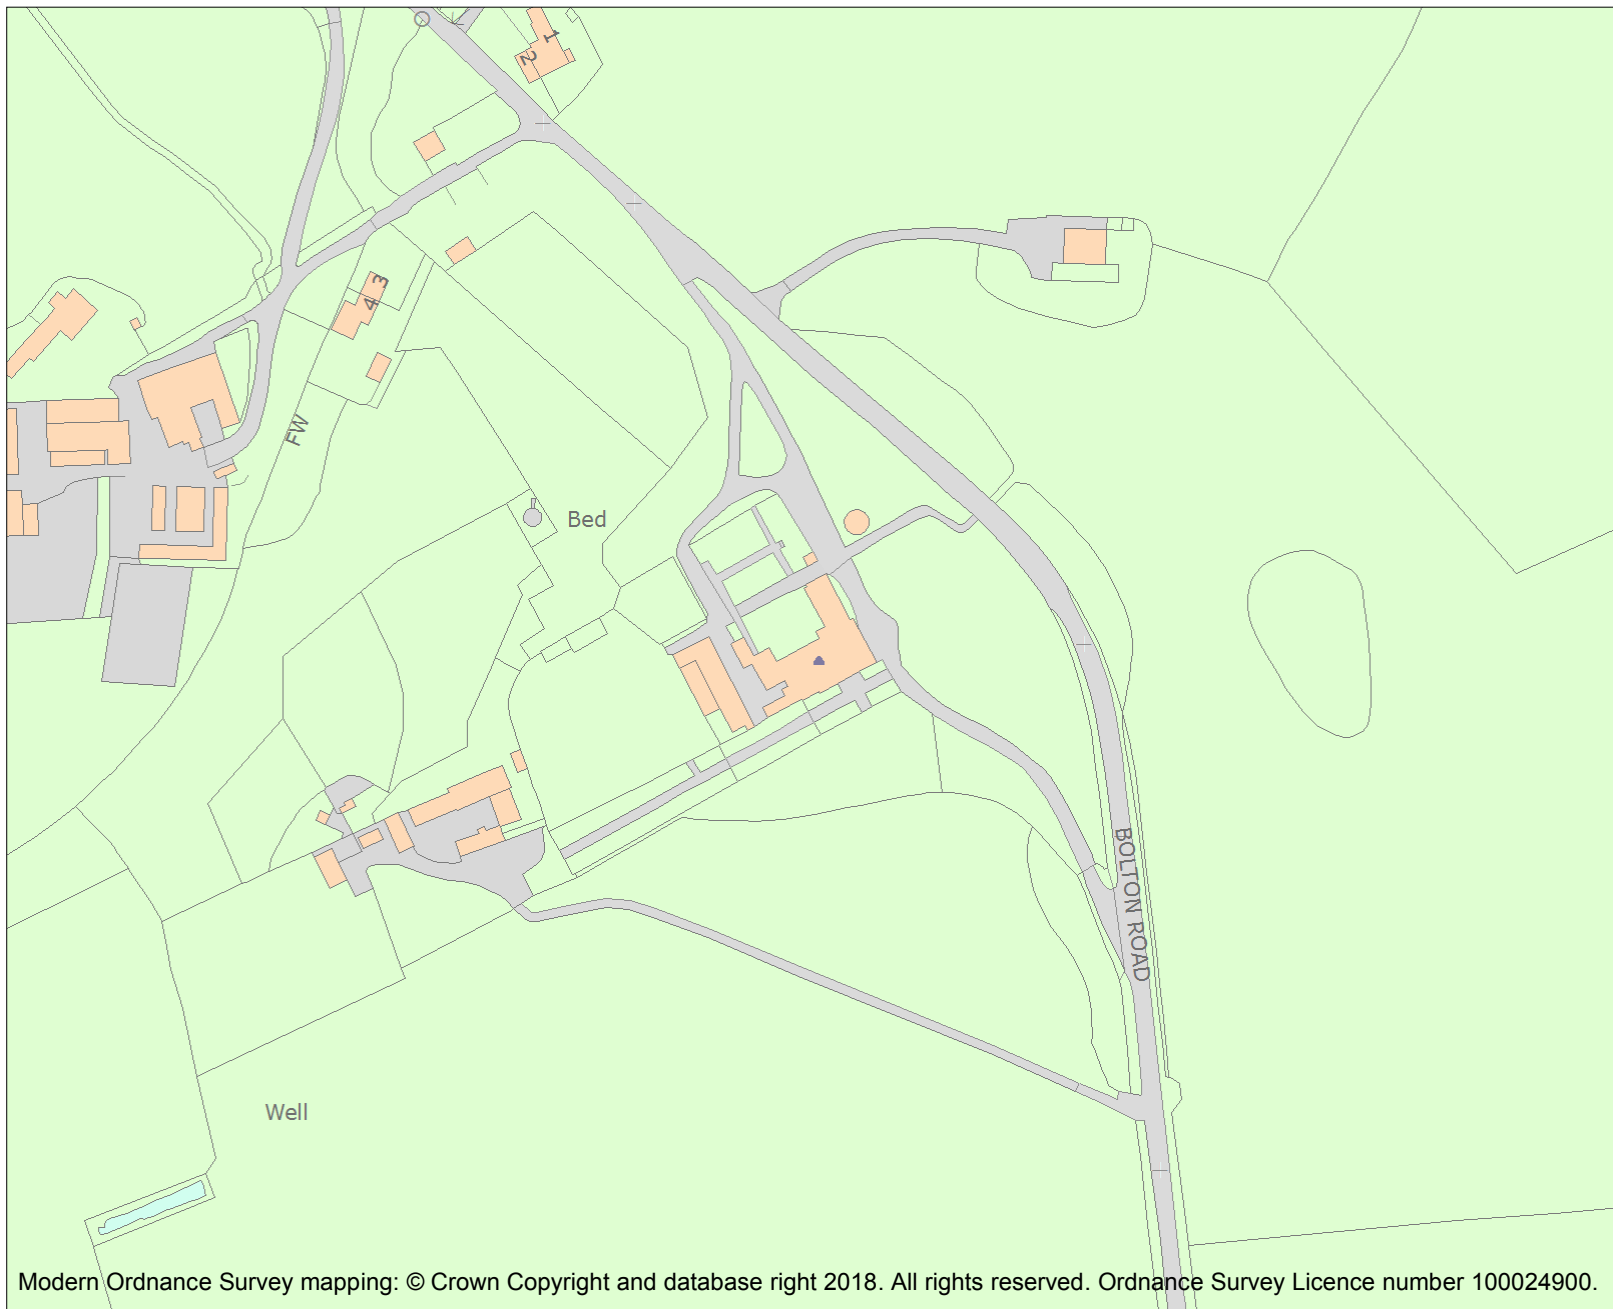 1
2
3
4
FW
Bed
BOLTON ROAD
Well
Modern Ordnance Survey mapping: © Crown Copyright and database right 2018. All rights reserved. Ordnance Survey Licence number 100024900.